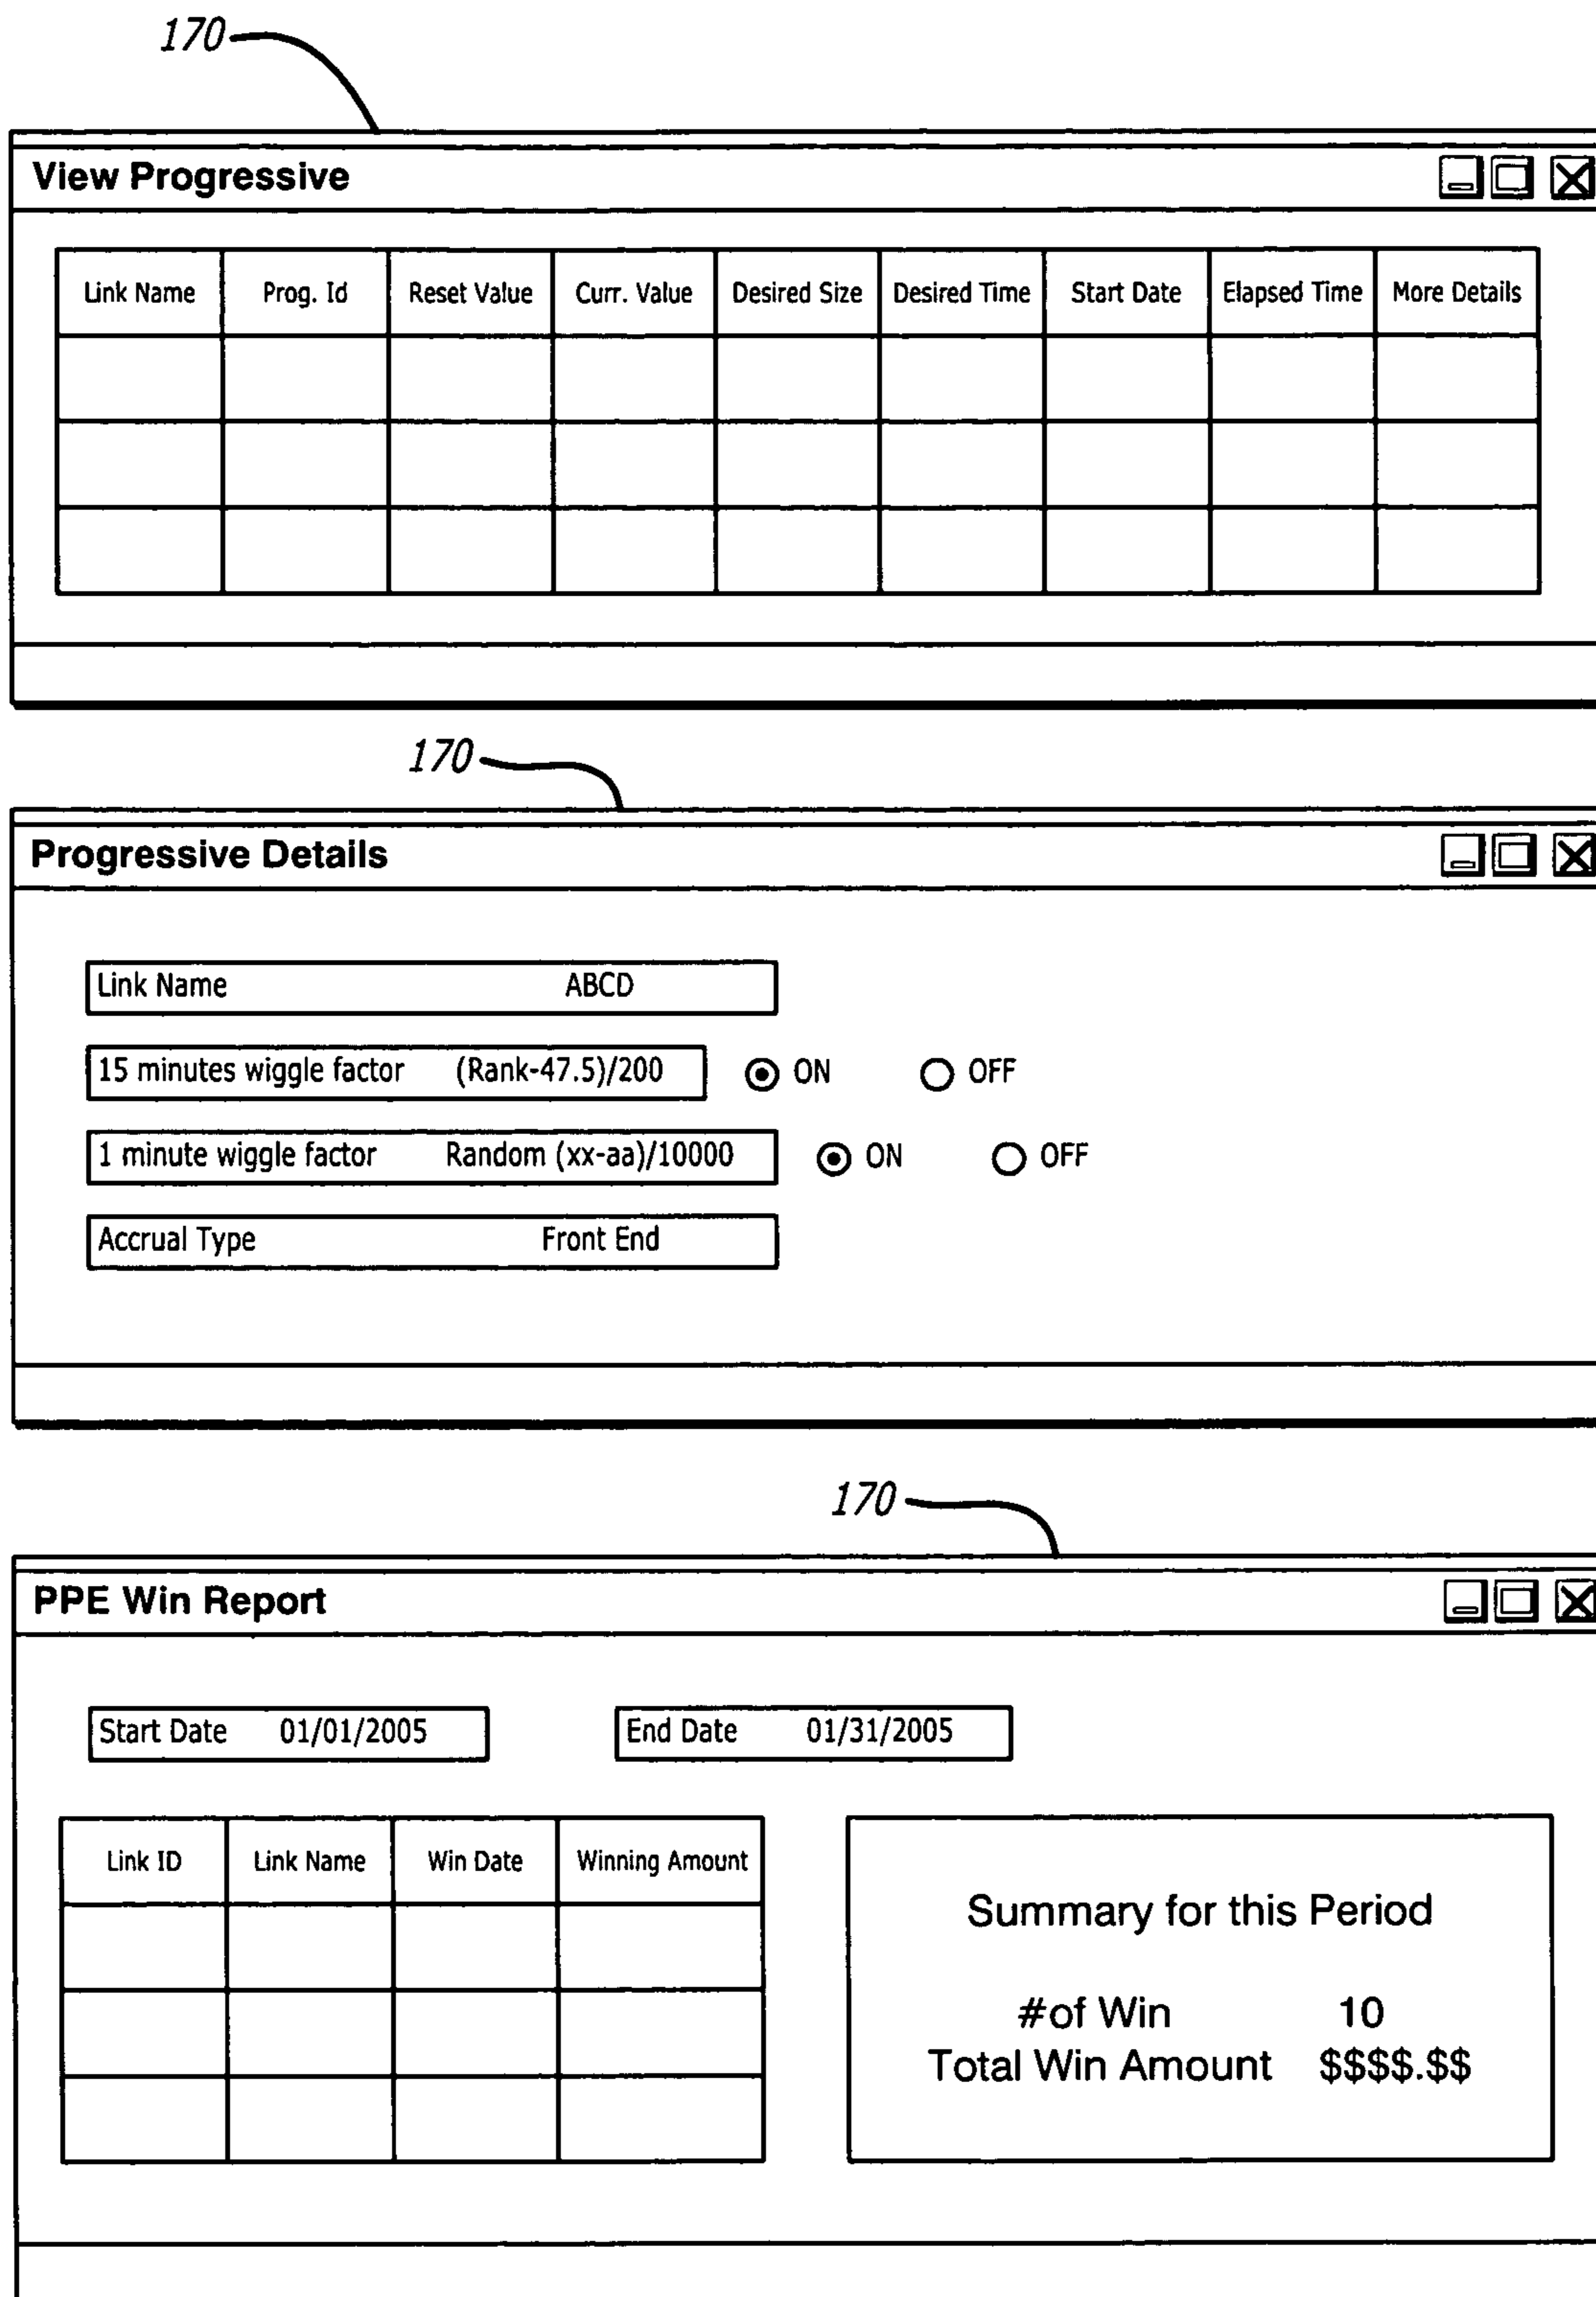 170
View Progressive
Link Name Prog. Id Reset Value Curr. Value Desired Size Desired Time Start Date Elapsed Time More Details
170
Progressive Details
Link Name ABCD
15 minutes wiggle factor (Rank-47.5)/200 ON OFF
1 minute wiggle factor Random (xx-aa)/10000 ON OFF
Accrual Type Front End
170
PPE Win Report
Start Date 01/01/2005 End Date 01/31/2005
Link ID Link Name Win Date Winning Amount
Summary for this Period
#of Win 10
Total Win Amount $$$$.$$